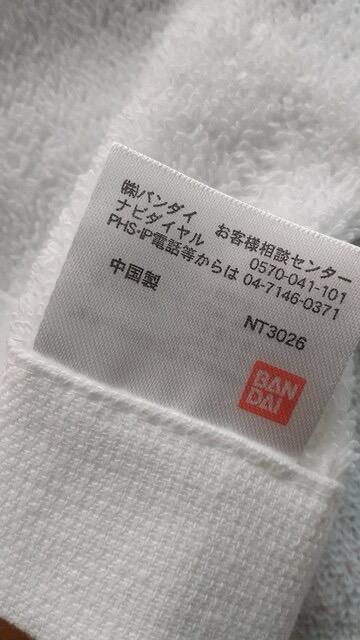 ㈱バンダイ お客様相談センター
ナビダイヤル 0570-041-101
PHS・IP電話等からは 04-7146-0371
中国製
NT3026
BAN
DAI